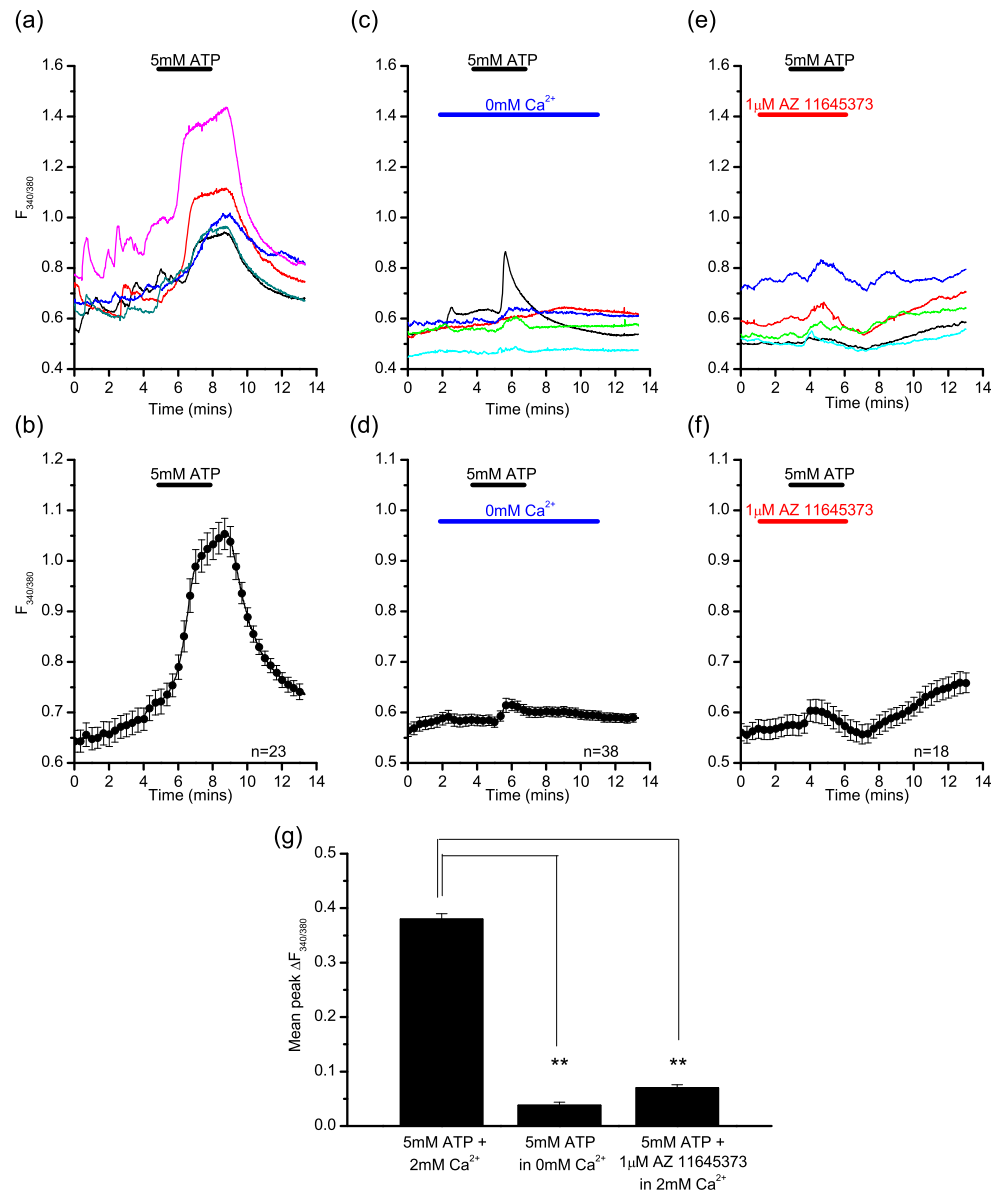 (a)
5mM ATP
1.6
1.4
1.2
1.0
0.8
0.6
0.4
F340/380
0 2 4 6 8 10 12 14
Time (mins)
(c)
5mM ATP
0mM Ca2+
1.6
1.4
1.2
1.0
0.8
0.6
0.4
0 2 4 6 8 10 12 14
Time (mins)
(e)
5mM ATP
1μM AZ 11645373
1.6
1.4
1.2
1.0
0.8
0.6
0.4
0 2 4 6 8 10 12 14
Time (mins)
(b)
5mM ATP
1.2
1.1
1.0
0.9
0.8
0.7
0.6
F340/380
n=23
0 2 4 6 8 10 12 14
Time (mins)
(d)
5mM ATP
0mM Ca2+
1.1
1.0
0.9
0.8
0.7
0.6
0.5
n=38
0 2 4 6 8 10 12 14
Time (mins)
(f)
5mM ATP
1μM AZ 11645373
1.1
1.0
0.9
0.8
0.7
0.6
0.5
n=18
0 2 4 6 8 10 12 14
Time (mins)
(g)
0.5
0.4
0.3
0.2
0.1
0.0
Mean peak ΔF340/380
**
**
5mM ATP +
2mM Ca2+
5mM ATP
in 0mM Ca2+
5mM ATP +
1μM AZ 11645373
in 2mM Ca2+